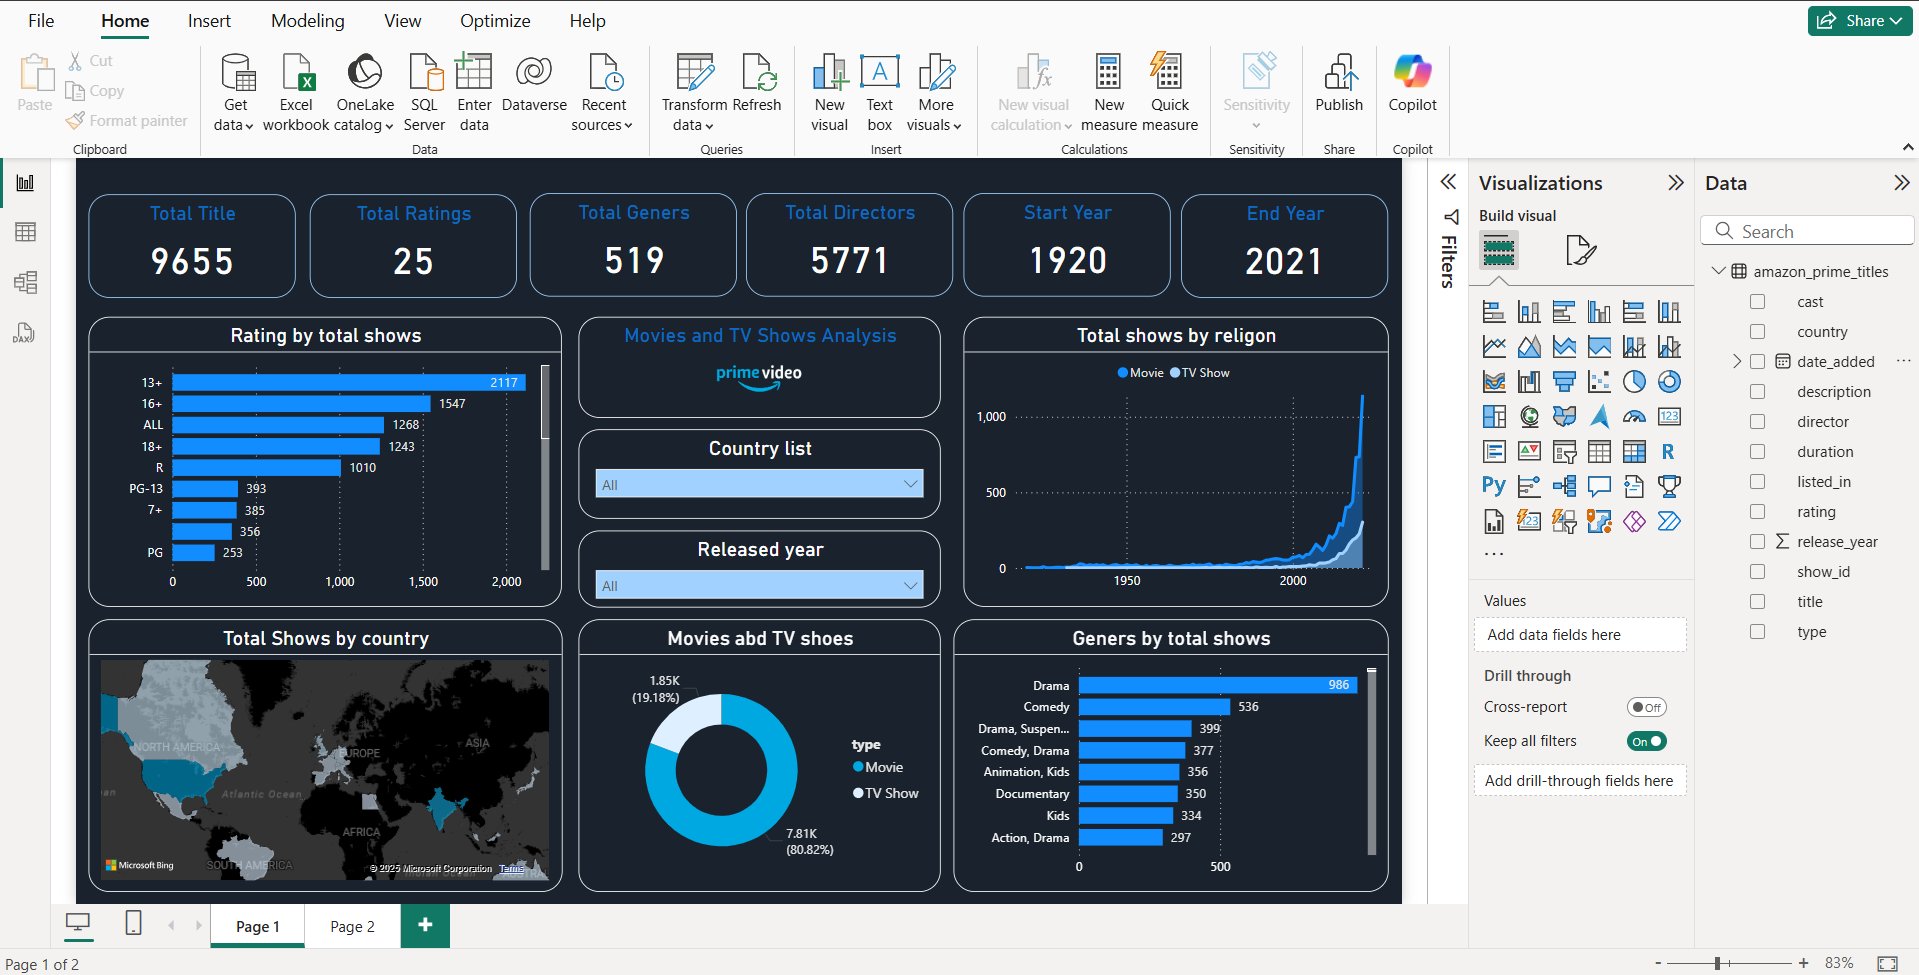 File Home Insert Modeling View Optimize Help
Share
Paste
Cut
Copy
Format painter
Clipboard
Get data
Excel workbook
OneLake catalog
SQL Server
Enter data
Dataverse
Recent sources
Data
Transform data
Refresh
Queries
New visual
Text box
More visuals
Insert
New visual calculation
New measure
Quick measure
Calculations
Sensitivity
Sensitivity
Publish
Share
Copilot
Copilot
Total Title
9655
Total Ratings
25
Total Geners
519
Total Directors
5771
Start Year
1920
End Year
2021
Rating by total shows
13+ 2117
16+ 1547
ALL 1268
18+ 1243
R 1010
PG-13 393
7+ 385
356
PG 253
0 500 1,000 1,500 2,000
Movies and TV Shows Analysis
prime video
Country list
All
Released year
All
Total shows by religon
Movie TV Show
1,000
500
0
1950 2000
Total Shows by country
NORTH AMERICA
EUROPE
ASIA
Atlantic Ocean
AFRICA
SOUTH AMERICA
Microsoft Bing
© 2025 Microsoft Corporation Terms
Movies abd TV shoes
1.85K
(19.18%)
7.81K
(80.82%)
type
Movie
TV Show
Geners by total shows
Drama 986
Comedy 536
Drama, Suspen... 399
Comedy, Drama 377
Animation, Kids 356
Documentary 350
Kids 334
Action, Drama 297
0 500
Filters
Visualizations
Build visual
123
R
Py
123
...
Values
Add data fields here
Drill through
Cross-report Off
Keep all filters On
Add drill-through fields here
Data
Search
amazon_prime_titles
cast
country
date_added ...
description
director
duration
listed_in
rating
Σ release_year
show_id
title
type
DAX
Page 1
Page 2
+
Page 1 of 2
- + 83%